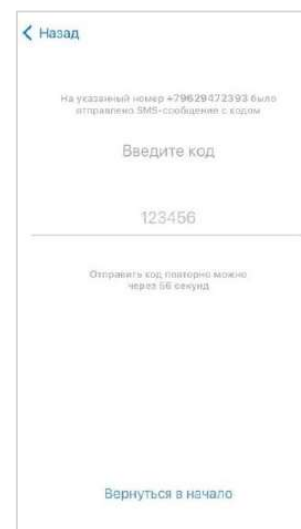 Назад
На указанный номер +79629472393 было
отправлено SMS-сообщение с кодом
Введите код
123456
Отправить код повторно можно
через 56 секунд
Вернуться в начало